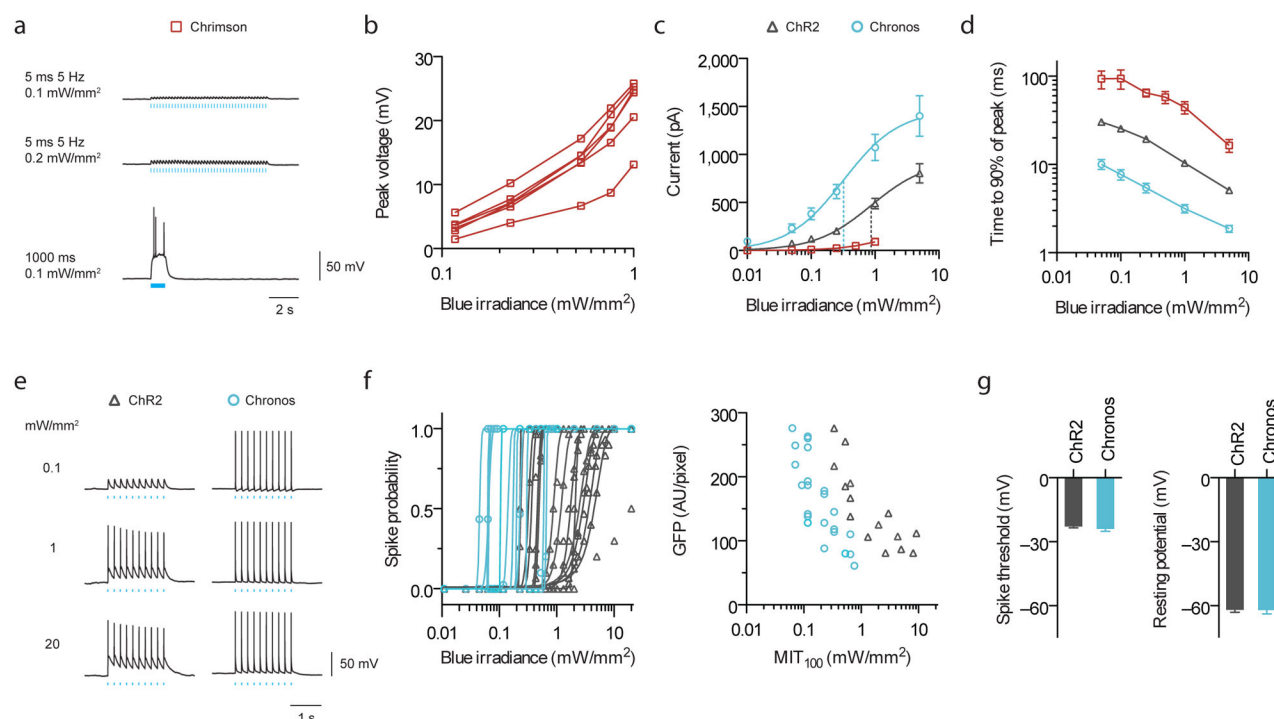 a
Chrimson
5 ms 5 Hz
0.1 mW/mm²
5 ms 5 Hz
0.2 mW/mm²
1000 ms
0.1 mW/mm²
50 mV
2 s
b
Peak voltage (mV)
30
20
10
0
0.1
1
Blue irradiance (mW/mm²)
c
ChR2
Chronos
Current (pA)
2,000
1,500
1,000
500
0
0.01
0.1
1
10
Blue irradiance (mW/mm²)
d
Time to 90% of peak (ms)
100
10
1
0.01
0.1
1
10
Blue irradiance (mW/mm²)
e
ChR2
Chronos
mW/mm²
0.1
1
20
50 mV
1 s
f
Spike probability
1.0
0.5
0.0
0.01
0.1
1
10
Blue irradiance (mW/mm²)
GFP (AU/pixel)
300
200
100
0
0.01
0.1
1
10
MIT₁₀₀ (mW/mm²)
g
ChR2
Chronos
Spike threshold (mV)
0
–30
–60
ChR2
Chronos
Resting potential (mV)
0
–30
–60